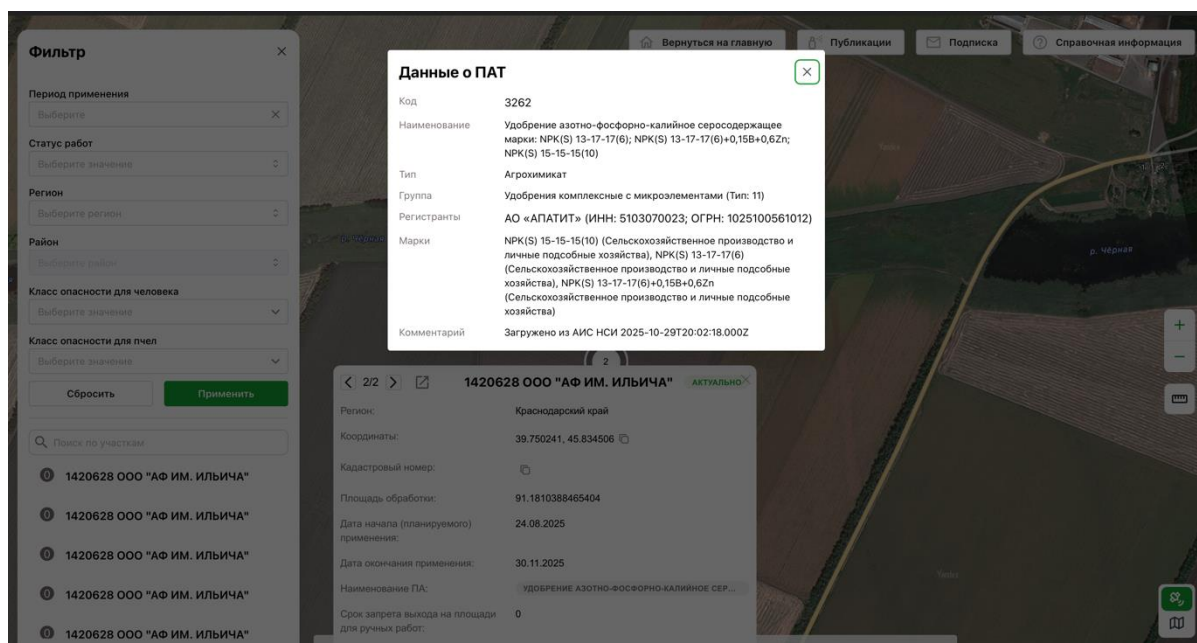 Вернуться на главную
Публикации
Подписка
Справочная информация
Фильтр
Период применения
Выберите
Статус работ
Выберите значение
Регион
Выберите регион
Район
Выберите район
Класс опасности для человека
Выберите значение
Класс опасности для пчел
Выберите значение
Сбросить
Применить
Поиск по участкам
0 1420628 ООО "АФ ИМ. ИЛЬИЧА"
0 1420628 ООО "АФ ИМ. ИЛЬИЧА"
0 1420628 ООО "АФ ИМ. ИЛЬИЧА"
0 1420628 ООО "АФ ИМ. ИЛЬИЧА"
0 1420628 ООО "АФ ИМ. ИЛЬИЧА"
Данные о ПАТ
Код 3262
Наименование Удобрение азотно-фосфорно-калийное серосодержащее
марки: NPK(S) 13-17-17(6); NPK(S) 13-17-17(6)+0,15B+0,6Zn;
NPK(S) 15-15-15(10)
Тип Агрохимикат
Группа Удобрения комплексные с микроэлементами (Тип: 11)
Регистранты АО «АПАТИТ» (ИНН: 5103070023; ОГРН: 1025100561012)
Марки NPK(S) 15-15-15(10) (Сельскохозяйственное производство и
личные подсобные хозяйства), NPK(S) 13-17-17(6)
(Сельскохозяйственное производство и личные подсобные
хозяйства), NPK(S) 13-17-17(6)+0,15B+0,6Zn
(Сельскохозяйственное производство и личные подсобные
хозяйства)
Комментарий Загружено из АИС НСИ 2025-10-29T20:02:18.000Z
р. Чёрная
р. Чёрная
2
2/2
1420628 ООО "АФ ИМ. ИЛЬИЧА" АКТУАЛЬНО
Регион: Краснодарский край
Координаты: 39.750241, 45.834506
Кадастровый номер:
Площадь обработки: 91.1810388465404
Дата начала (планируемого) 24.08.2025
применения:
Дата окончания применения: 30.11.2025
Наименование ПА: УДОБРЕНИЕ АЗОТНО-ФОСФОРНО-КАЛИЙНОЕ СЕР...
Срок запрета выхода на площади 0
для ручных работ: